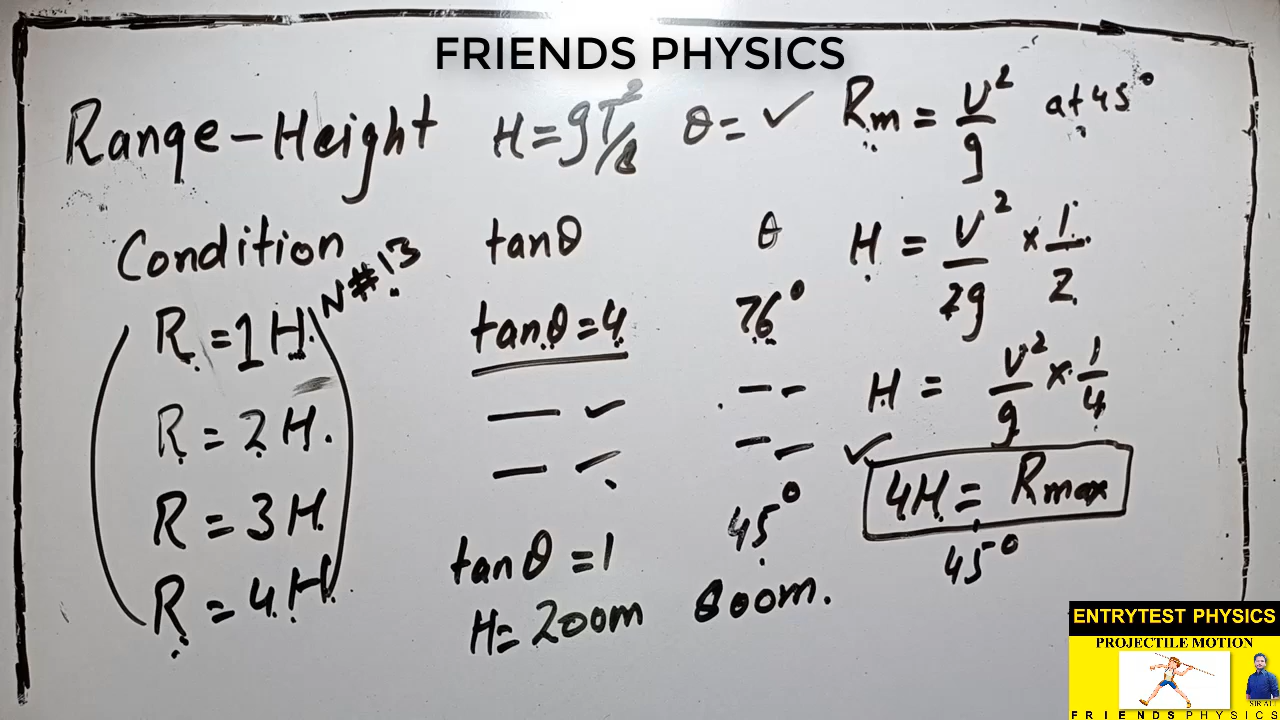 FRIENDS PHYSICS
Range-Height H = gT²/8 θ = ✓ Rm = V²/g at 45°
Condition tanθ θ H = V²/2g × 1/2
N#13
R = 1H tanθ = 4 76°
H = V²/g × 1/4
R = 2H. — ✓ --
R = 3H — ✓ --
✓ 4H = Rmax
45°
R = 4H tanθ = 1 45°
H = 200m 800m.
ENTRYTEST PHYSICS
PROJECTILE MOTION
SIR ALI
FRIENDS PHYSICS